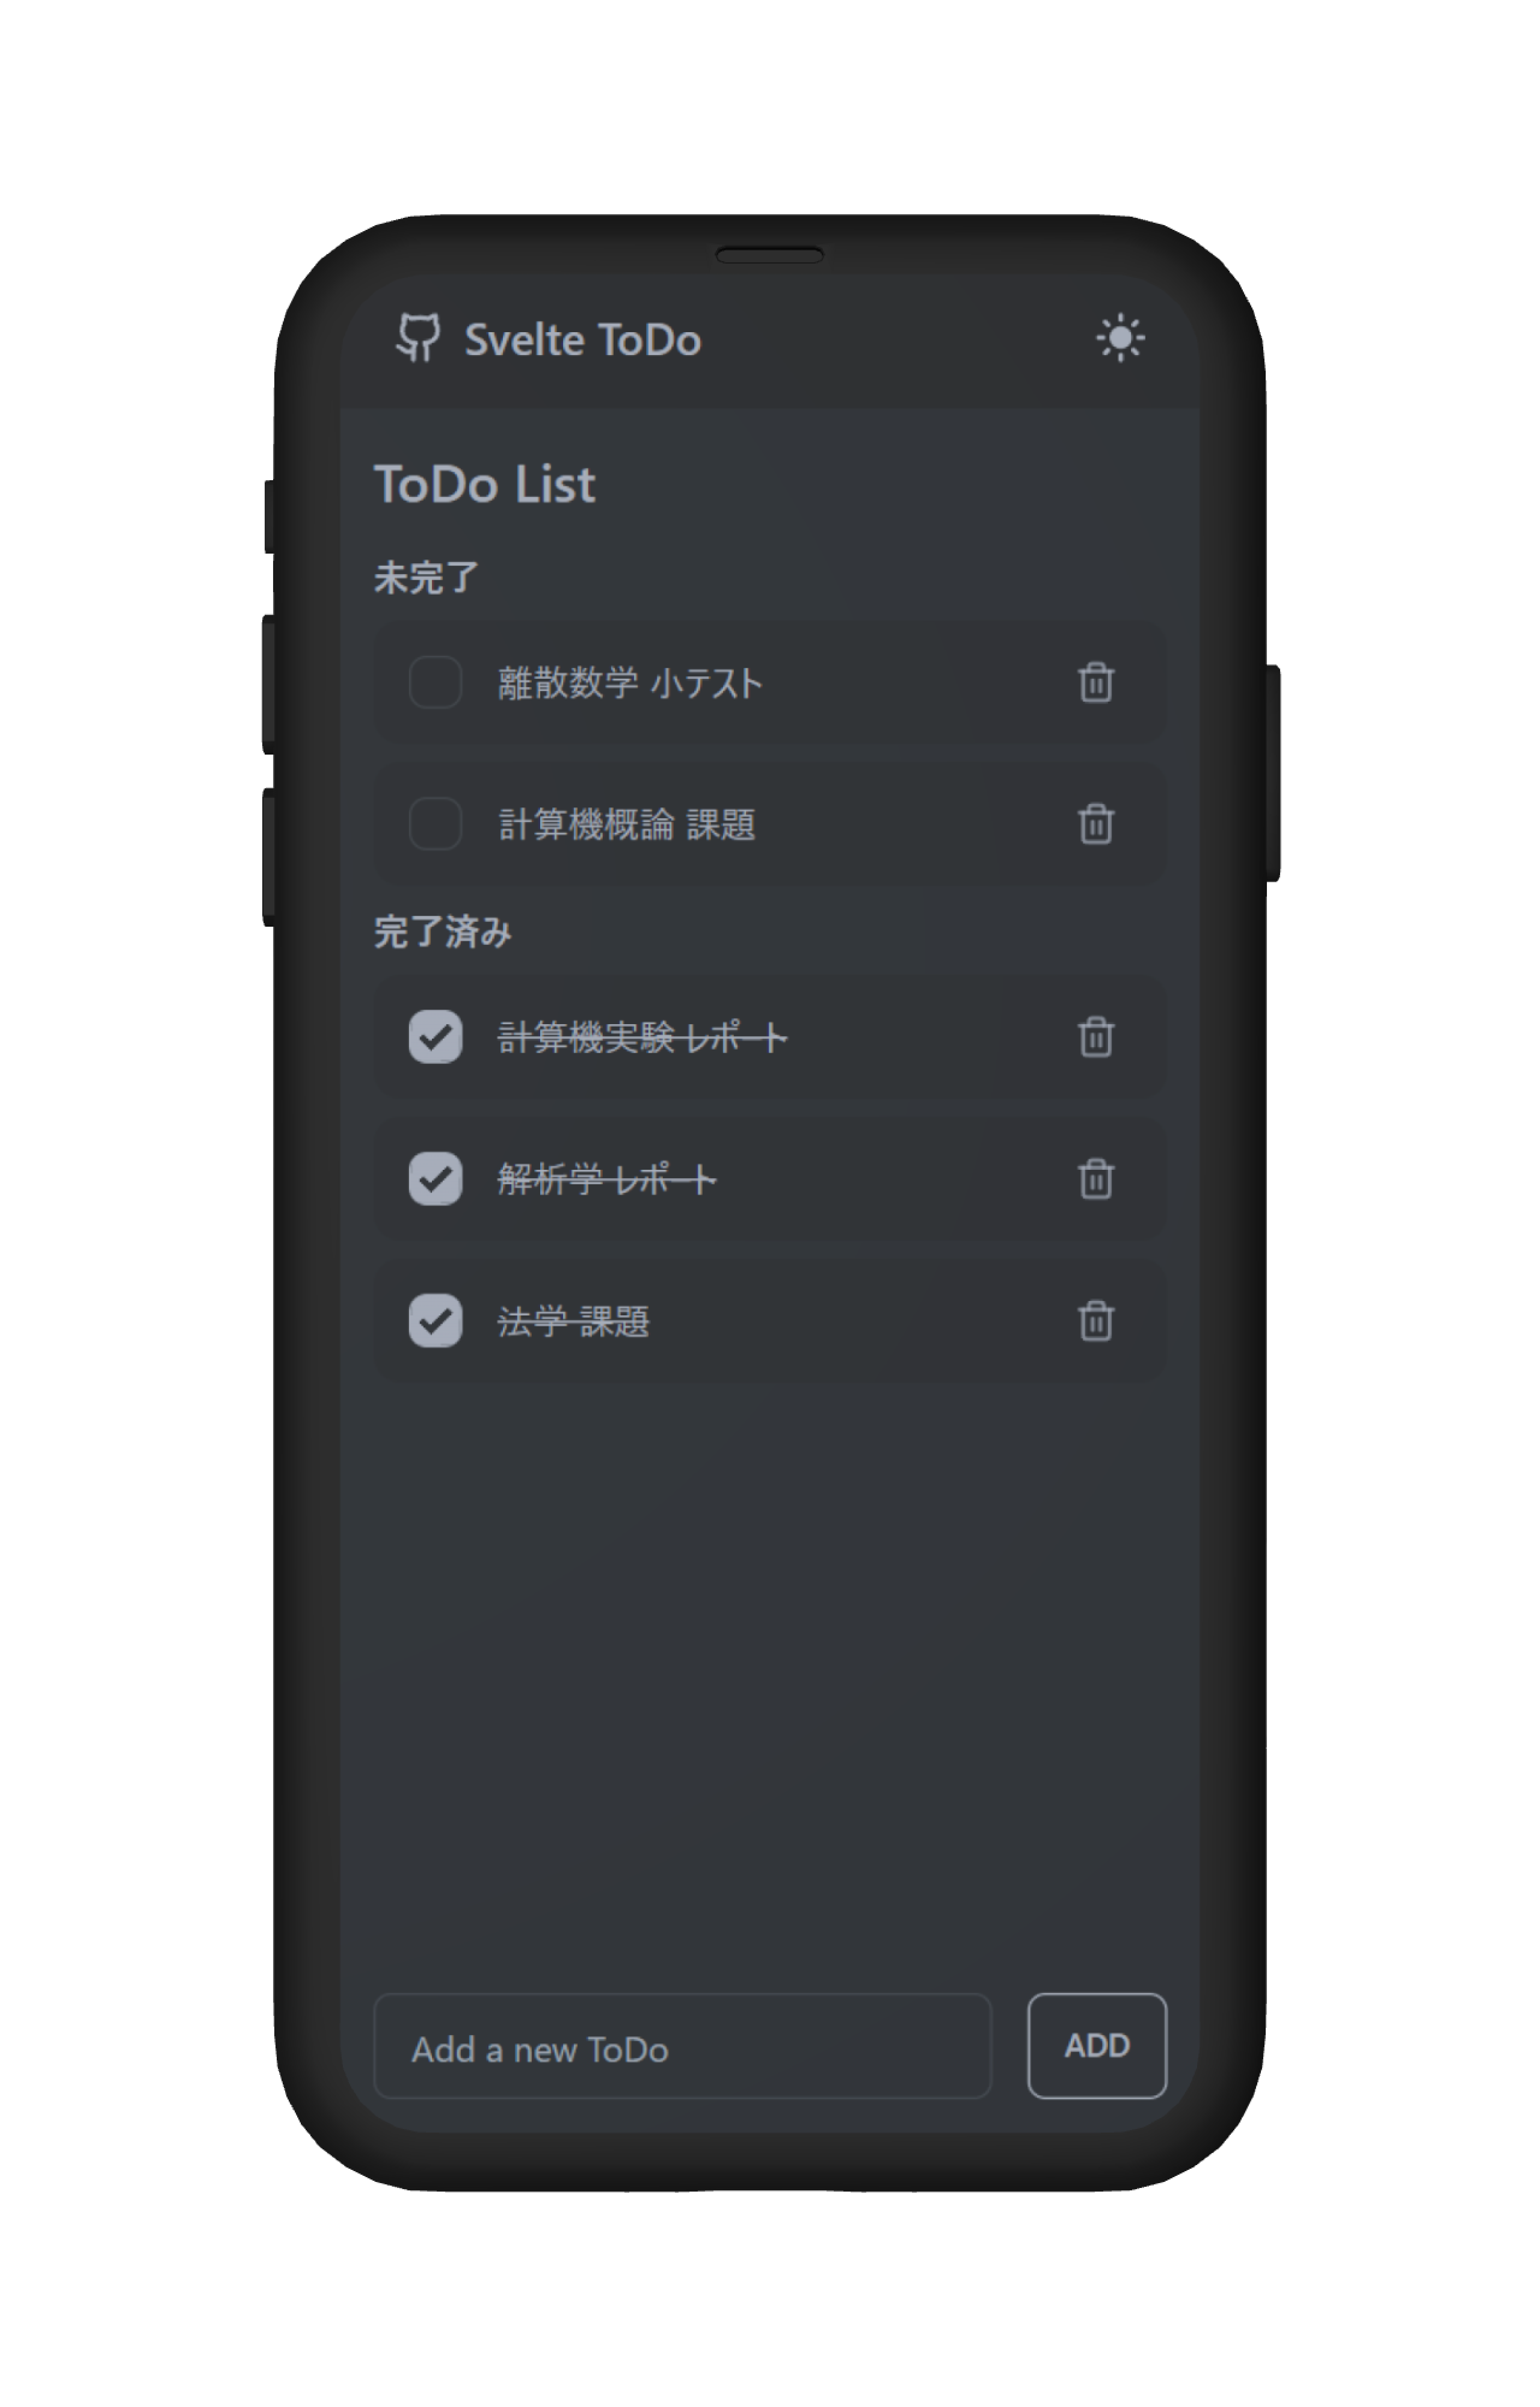 Svelte ToDo
ToDo List
未完了
離散数学 小テスト
計算機概論 課題
完了済み
計算機実験 レポート
解析学 レポート
法学 課題
Add a new ToDo
ADD